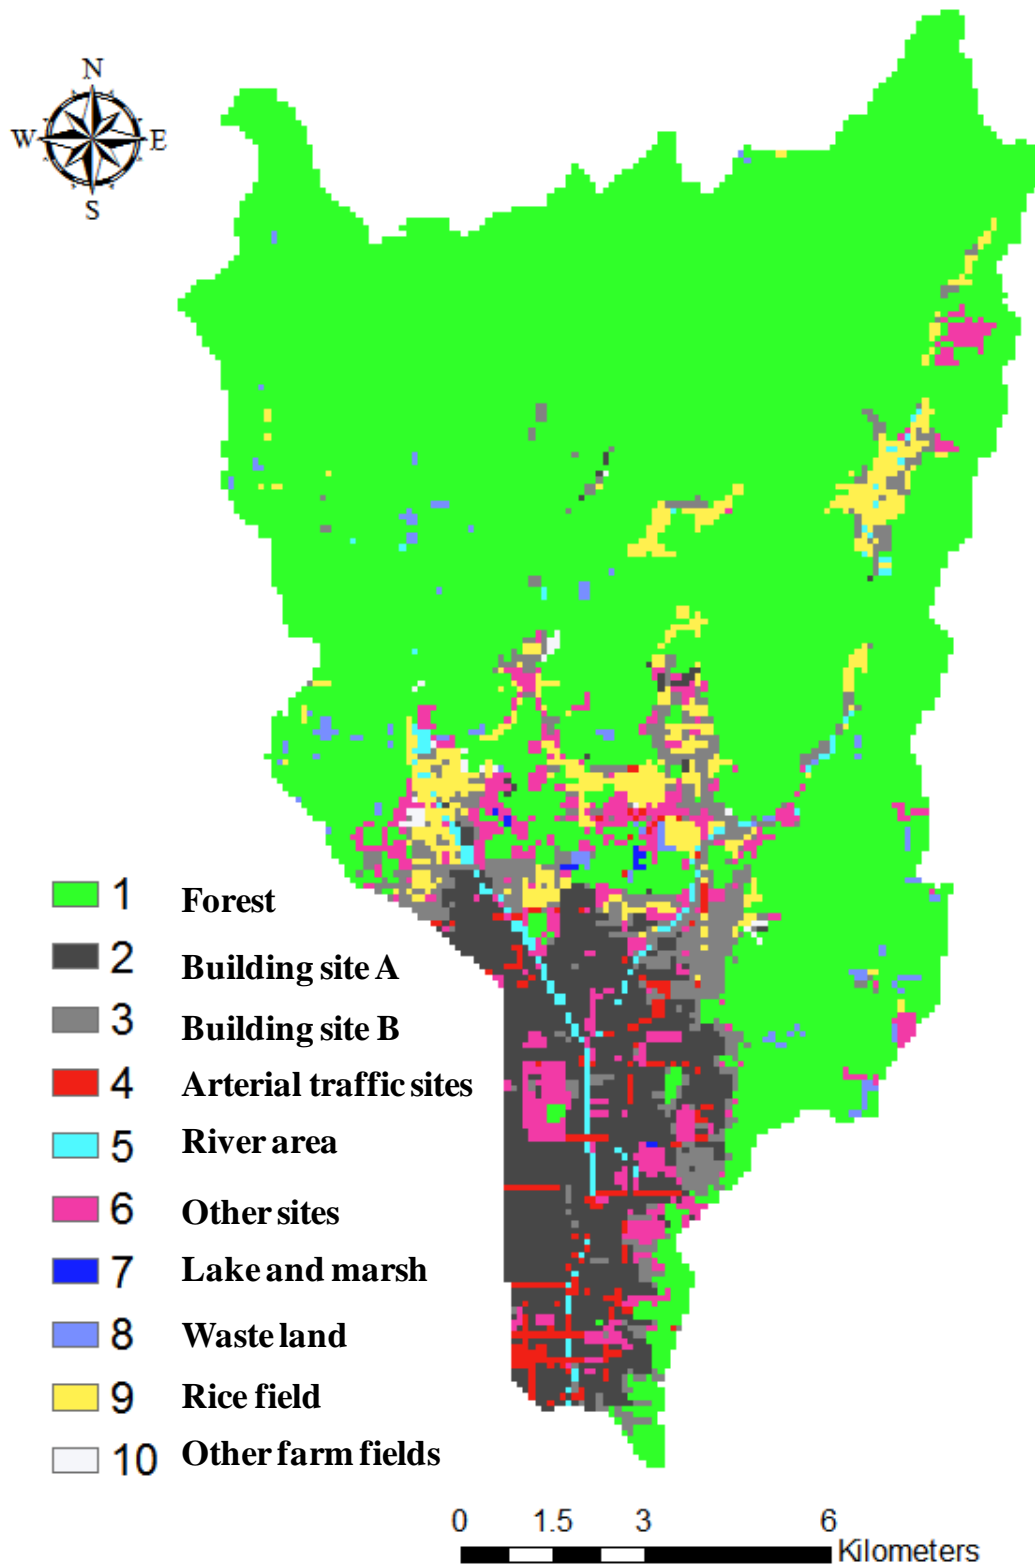 N
W E
S
1 Forest
2 Building site A
3 Building site B
4 Arterial traffic sites
5 River area
6 Other sites
7 Lake and marsh
8 Waste land
9 Rice field
10 Other farm fields
0 1.5 3 6
Kilometers